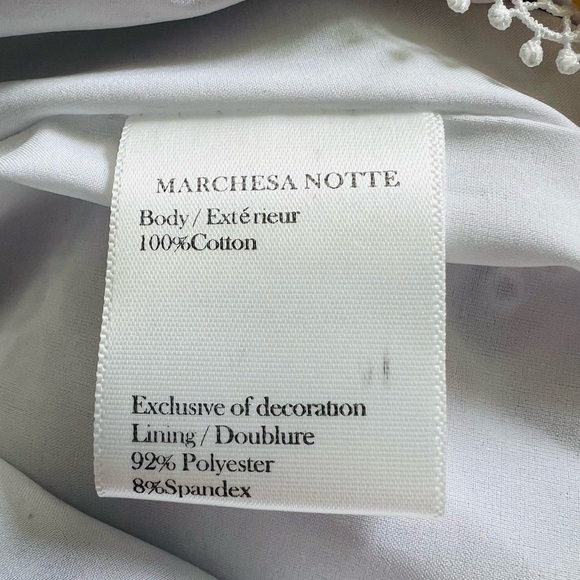 MARCHESA NOTTE
Body / Extérieur
100%Cotton
Exclusive of decoration
Lining / Doublure
92% Polyester
8%Spandex